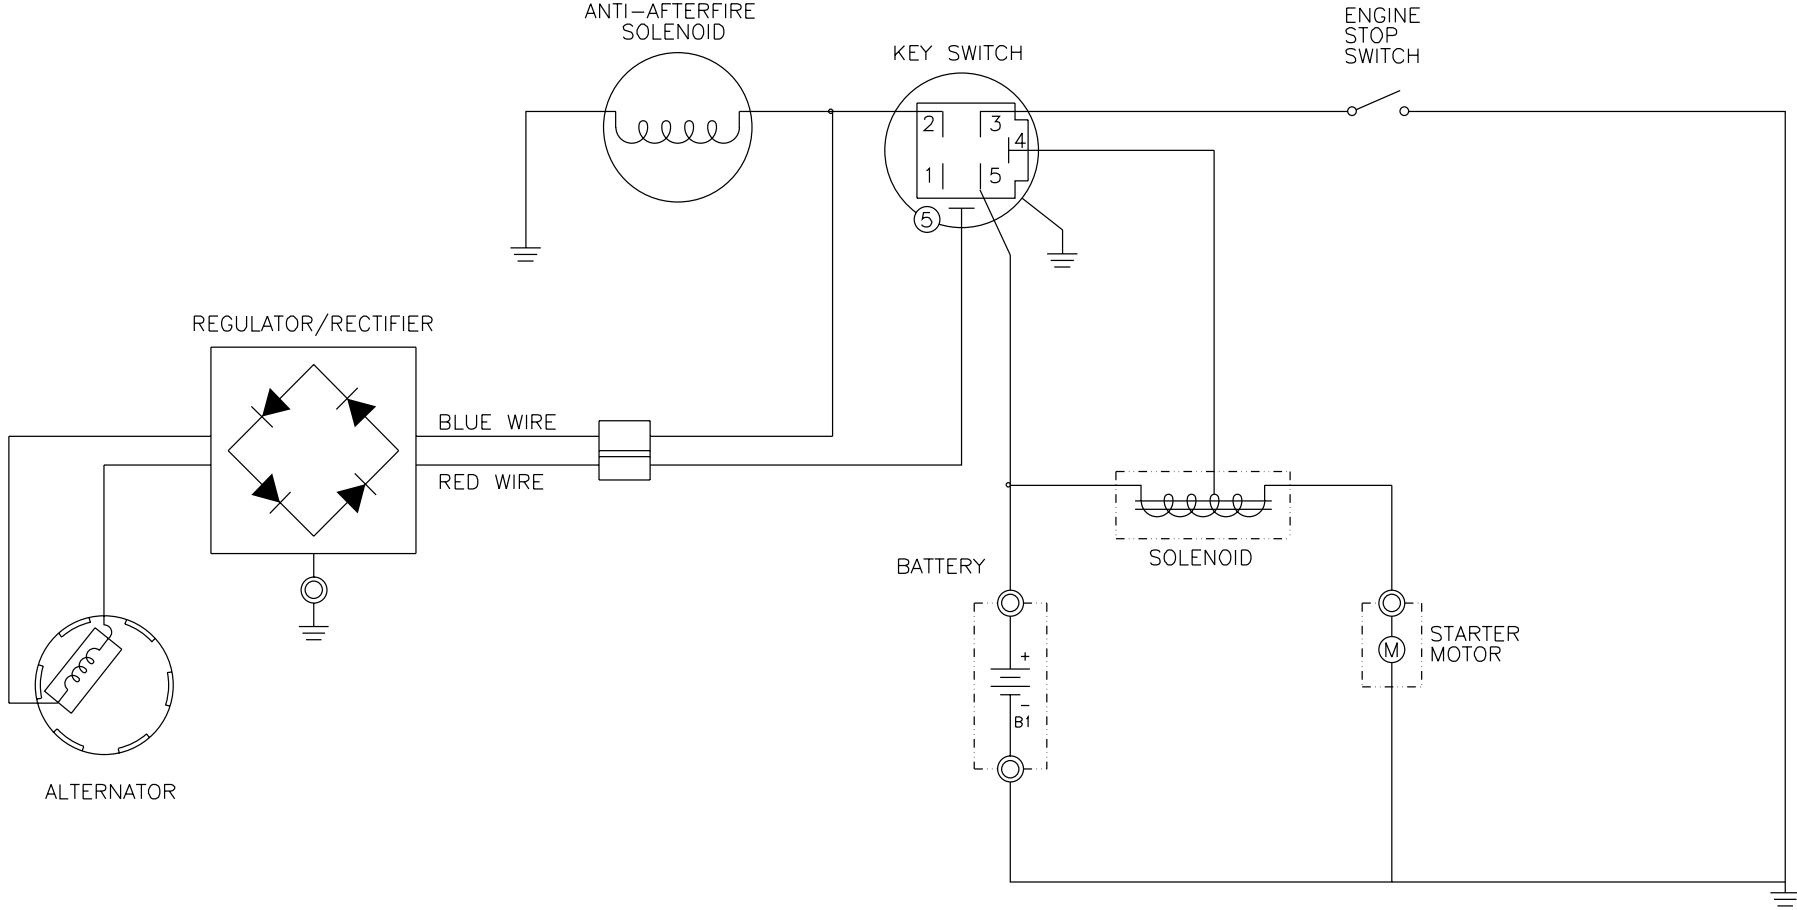 ANTI-AFTERFIRE
SOLENOID
KEY SWITCH
ENGINE
STOP
SWITCH
2
3
4
1
5
5
REGULATOR/RECTIFIER
BLUE WIRE
RED WIRE
SOLENOID
BATTERY
+
−
B1
M
STARTER
MOTOR
ALTERNATOR